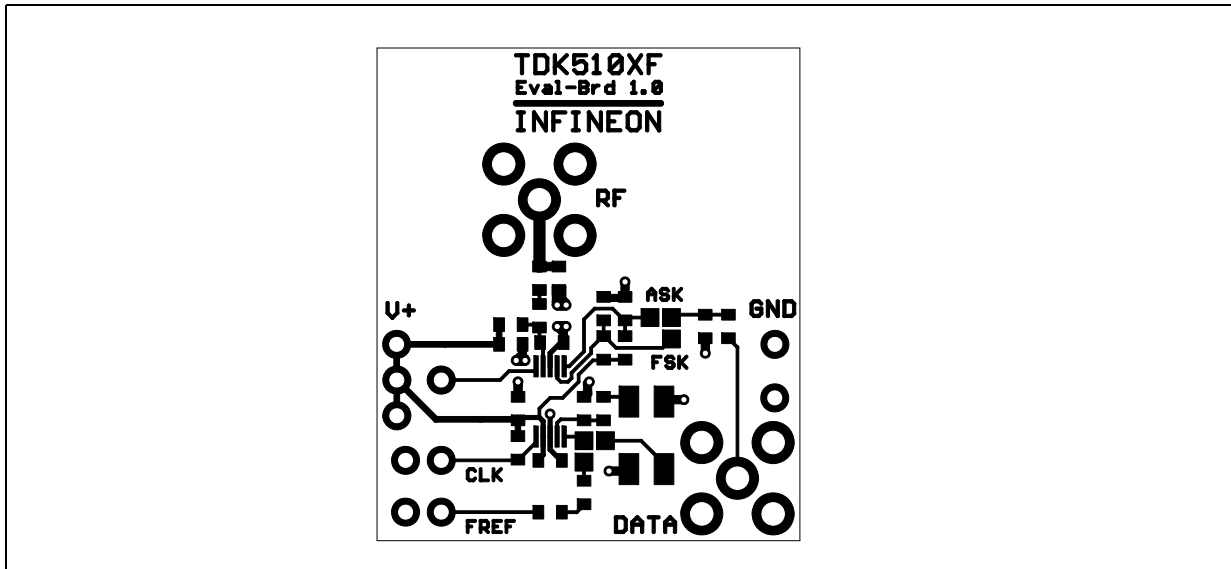 TDK510XF
Eval-Brd 1.0
INFINEON
RF
ASK
V+
GND
FSK
CLK
FREF
DATA